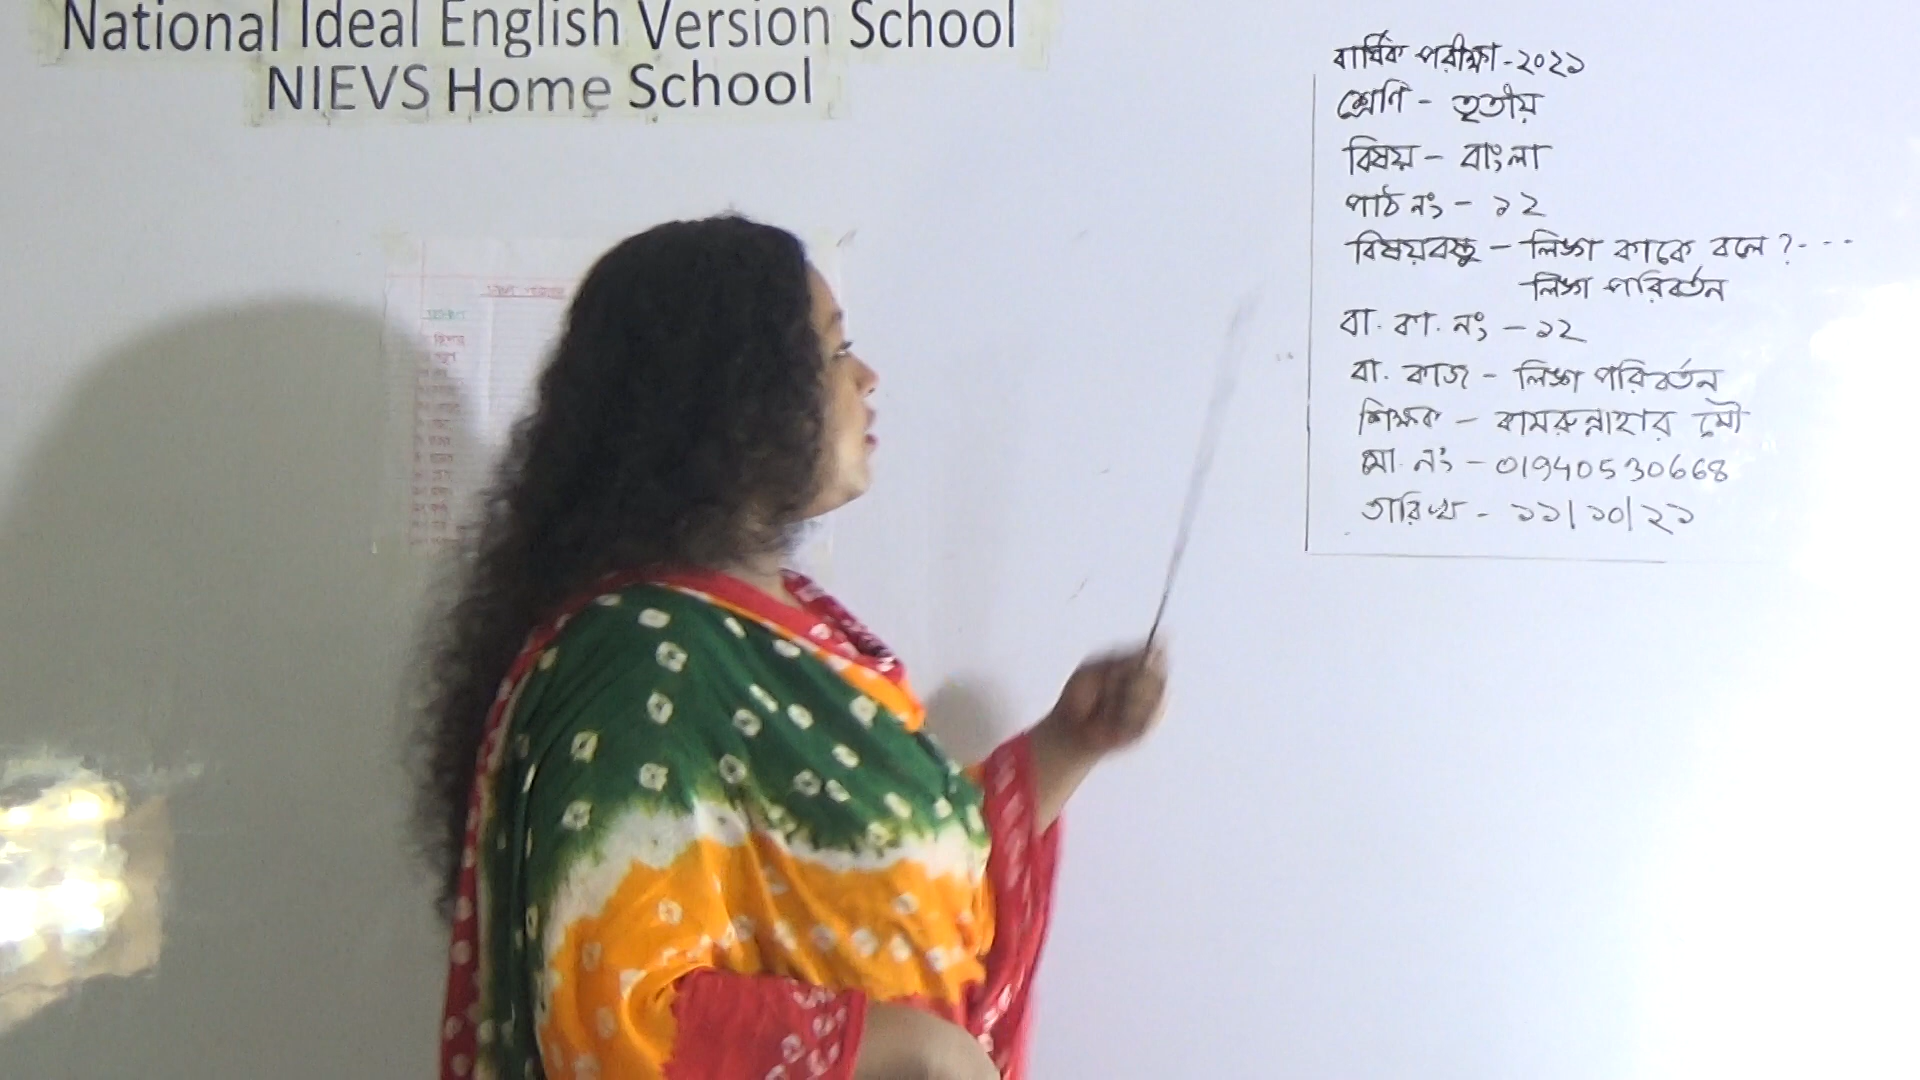 National Ideal English Version School
NIEVS Home School
বার্ষিক পরীক্ষা-২০২১
শ্রেণি - তৃতীয়
বিষয় - বাংলা
পাঠ নং - ১২
বিষয়বস্তু - লিঙ্গ কাকে বলে ?- - - -
লিঙ্গ পরিবর্তন
বা. কা. নং - ১২
বা. কাজ - লিঙ্গ পরিবর্তন
শিক্ষক - কামরুন্নাহার মৌ
মো. নং - 01940530668
তারিখ - ১১/১০/২১